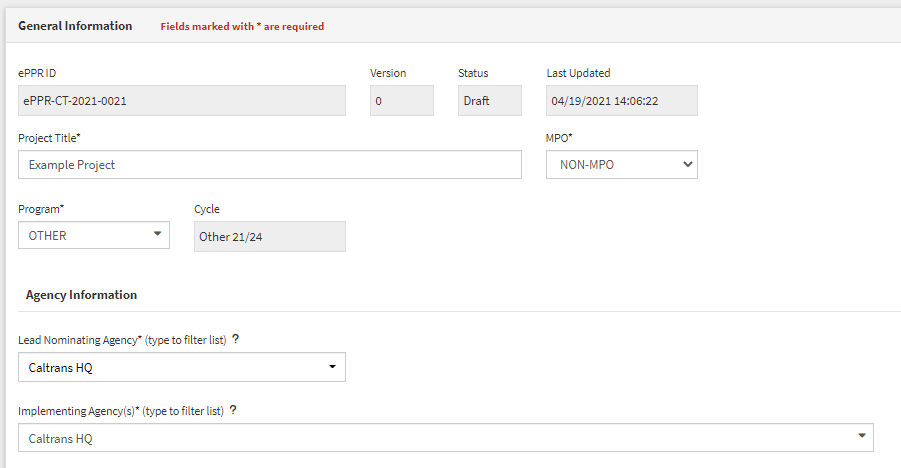 General Information Fields marked with * are required
ePPR ID Version Status Last Updated
ePPR-CT-2021-0021 0 Draft 04/19/2021 14:06:22
Project Title* MPO*
Example Project NON-MPO
Program* Cycle
OTHER Other 21/24
Agency Information
Lead Nominating Agency* (type to filter list) ?
Caltrans HQ
Implementing Agency(s)* (type to filter list) ?
Caltrans HQ